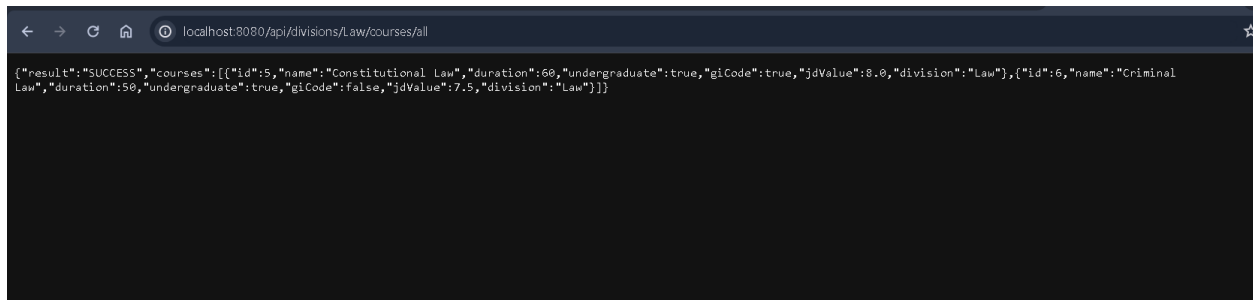 localhost:8080/api/divisions/Law/courses/all
{"result":"SUCCESS","courses":[{"id":5,"name":"Constitutional Law","duration":60,"undergraduate":true,"giCode":true,"jdValue":8.0,"division":"Law"},{"id":6,"name":"Criminal
Law","duration":50,"undergraduate":true,"giCode":false,"jdValue":7.5,"division":"Law"}]}